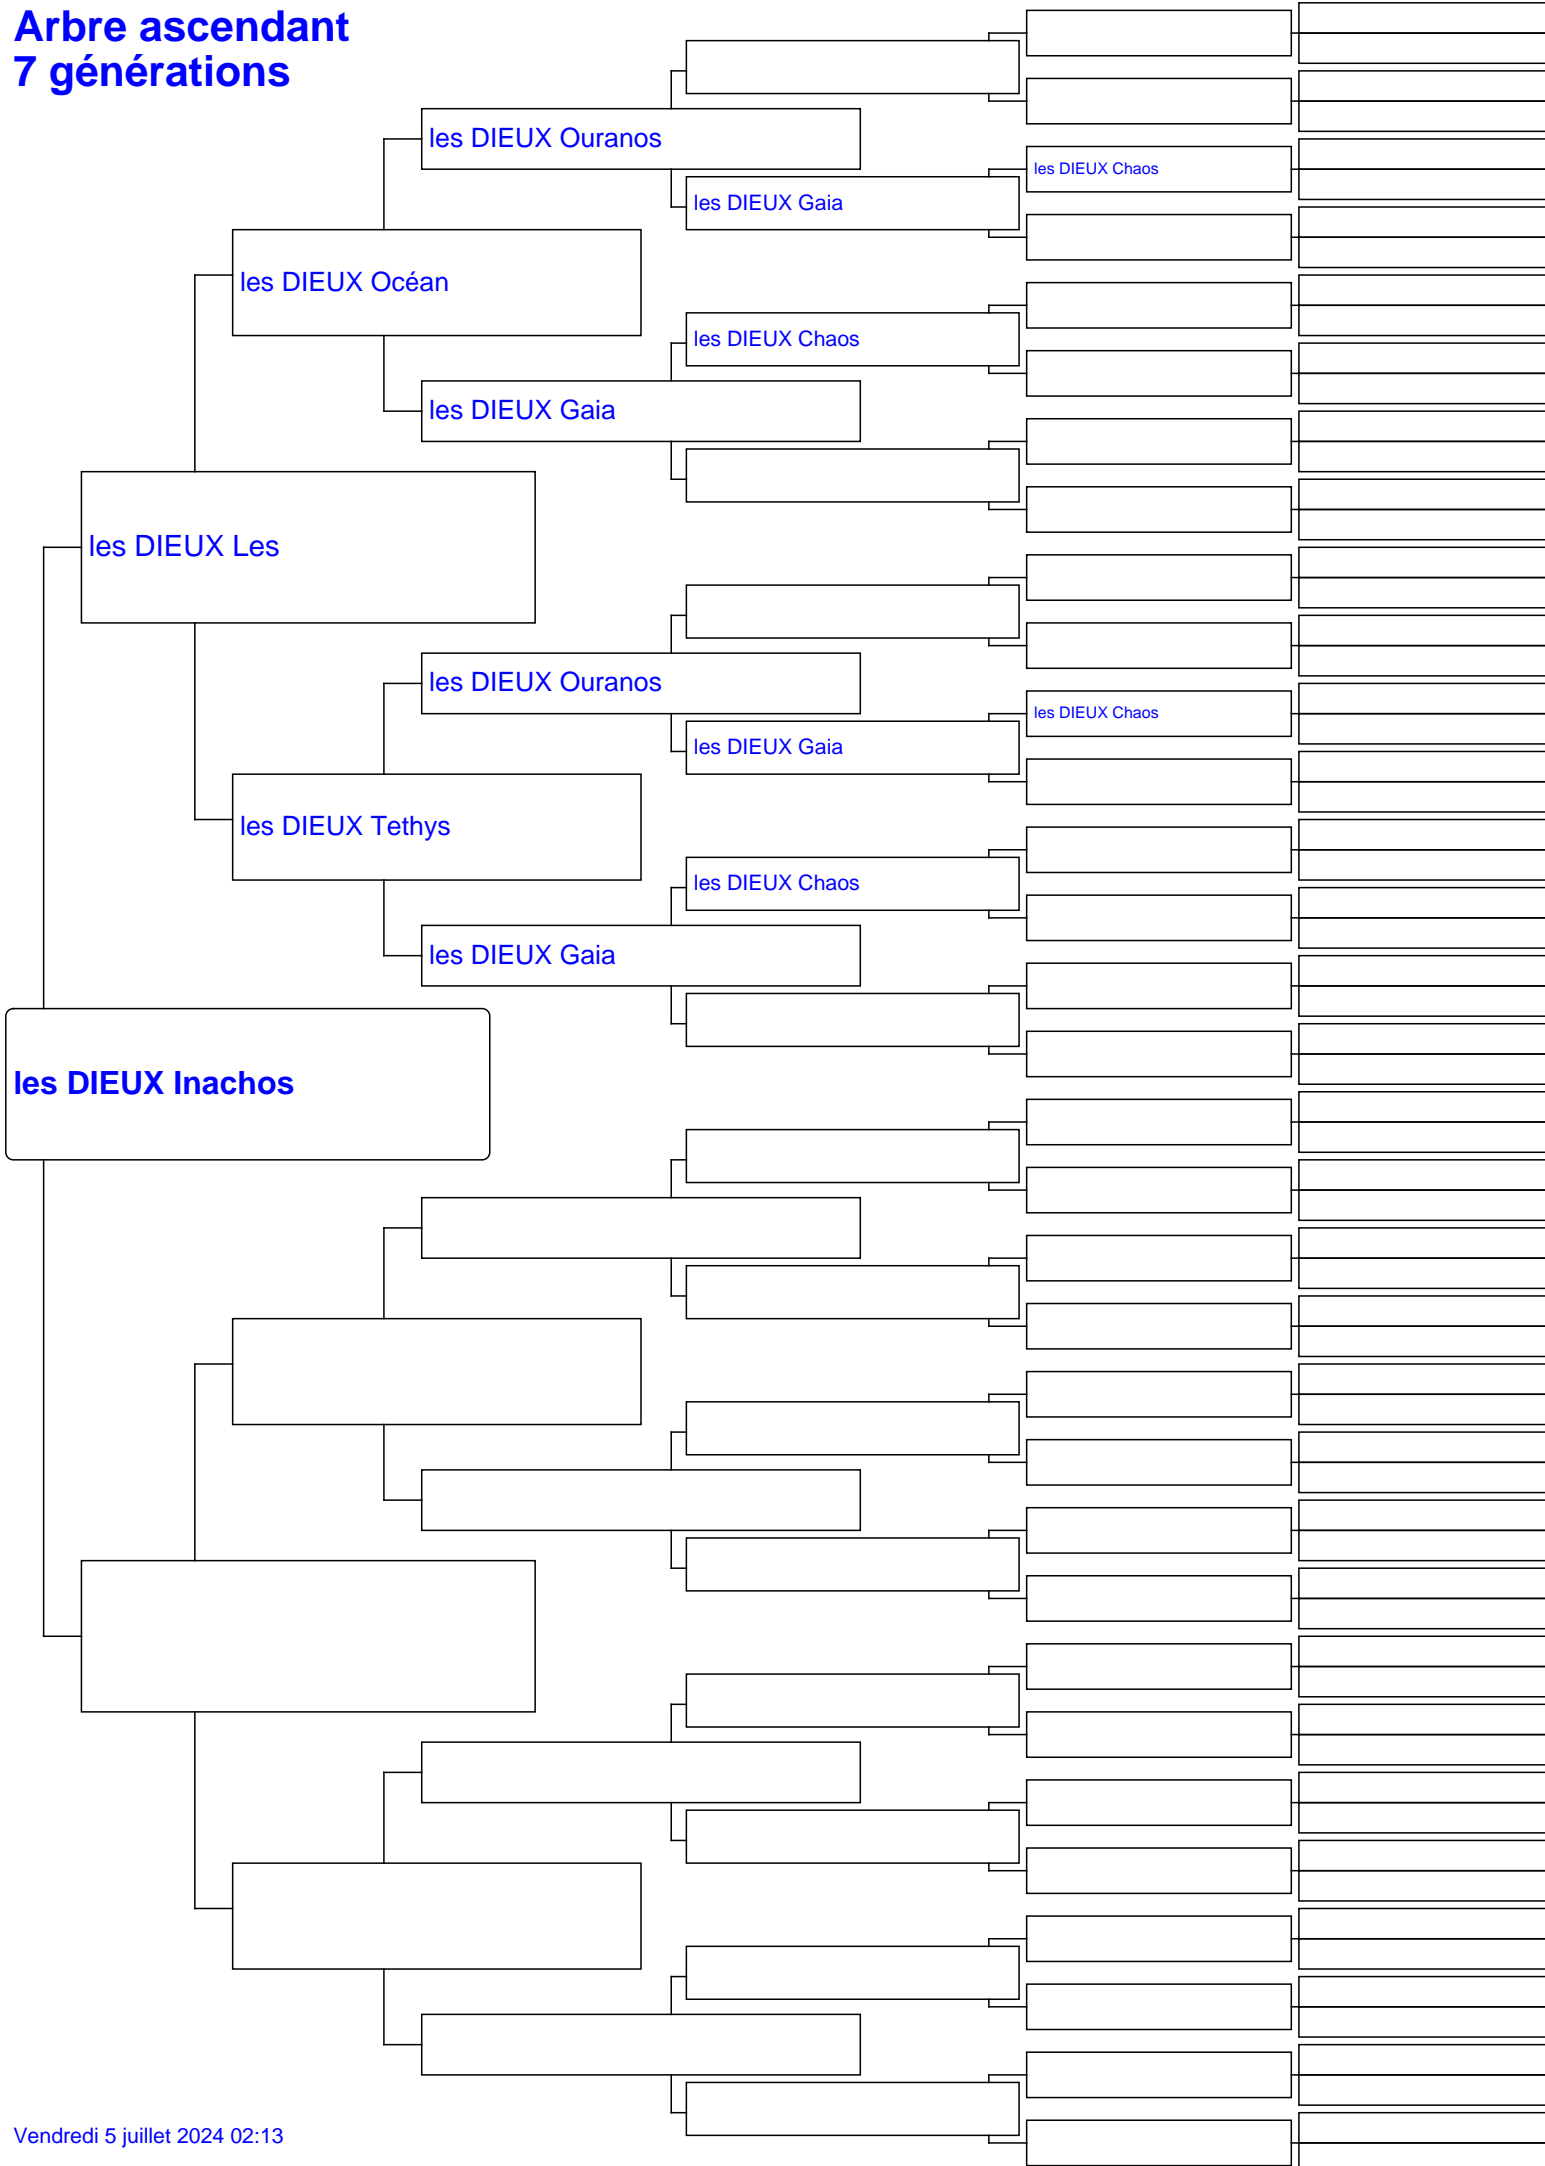 Arbre ascendant
7 générations
les DIEUX Ouranos
les DIEUX Chaos
les DIEUX Gaia
les DIEUX Océan
les DIEUX Chaos
les DIEUX Gaia
les DIEUX Les
les DIEUX Ouranos
les DIEUX Chaos
les DIEUX Gaia
les DIEUX Tethys
les DIEUX Chaos
les DIEUX Gaia
les DIEUX Inachos
Vendredi 5 juillet 2024 02:13